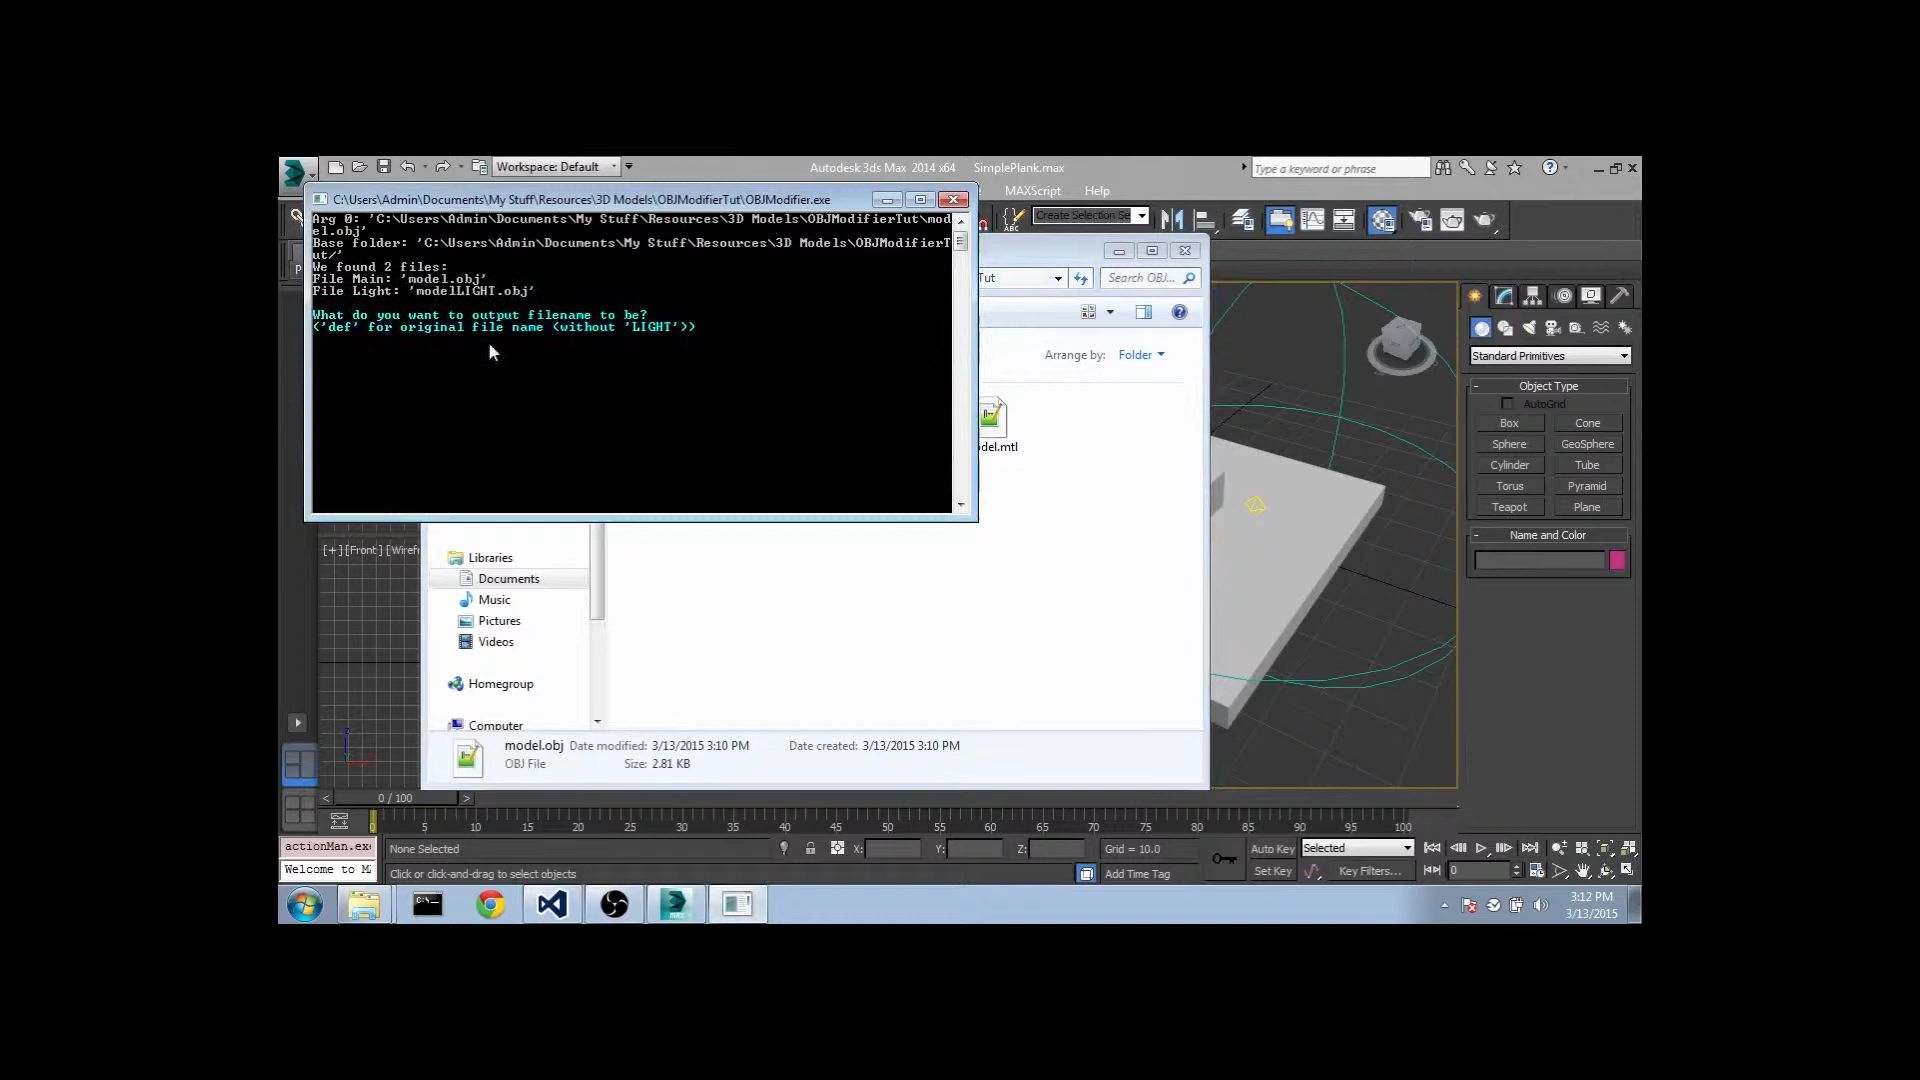 Workspace: Default
Autodesk 3ds Max 2014 x64
SimplePlank.max
Type a keyword or phrase
C:\Users\Admin\Documents\My Stuff\Resources\3D Models\OBJModifierTut\OBJModifier.exe
MAXScript
Help
Create Selection Se
Arg 0: 'C:\Users\Admin\Documents\My Stuff\Resources\3D Models\OBJModifierTut\mod
el.obj'
Base folder: 'C:\Users\Admin\Documents\My Stuff\Resources\3D Models\OBJModifierT
ut/'
We found 2 files:
File Main: 'model.obj'
File Light: 'modelLIGHT.obj'
What do you want to output filename to be?
('def' for original file name (without 'LIGHT'))
Tut
Search OBJ...
Arrange by:
Folder
del.mtl
Libraries
Documents
Music
Pictures
Videos
Homegroup
Computer
model.obj
Date modified: 3/13/2015 3:10 PM
Date created: 3/13/2015 3:10 PM
OBJ File
Size: 2.81 KB
[+][Front][Wirefr
Standard Primitives
Object Type
AutoGrid
Box
Cone
Sphere
GeoSphere
Cylinder
Tube
Torus
Pyramid
Teapot
Plane
Name and Color
0 / 100
5 10 15 20 25 30 35 40 45 50 55 60 65 70 75 80 85 90 95 100
actionMan.ex
None Selected
X:
Y:
Z:
Grid = 10.0
Auto Key
Selected
Welcome to M
Click or click-and-drag to select objects
Add Time Tag
Set Key
Key Filters...
0
3:12 PM
3/13/2015